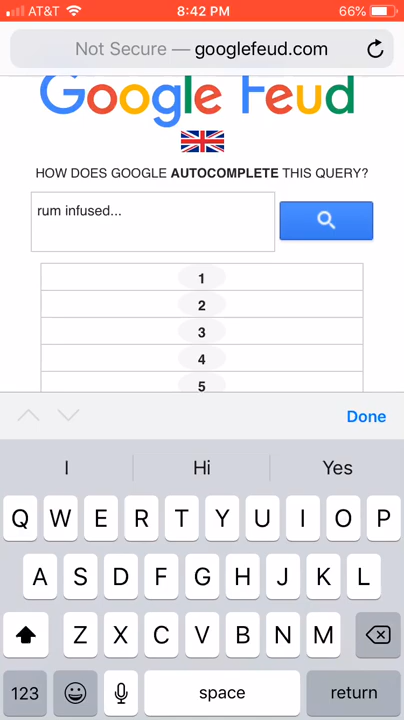 AT&T 8:42 PM 66%
Not Secure — googlefeud.com
Google Feud
HOW DOES GOOGLE AUTOCOMPLETE THIS QUERY?
rum infused...
1
2
3
4
5
Done
I Hi Yes
Q W E R T Y U I O P
A S D F G H J K L
Z X C V B N M
123 space return